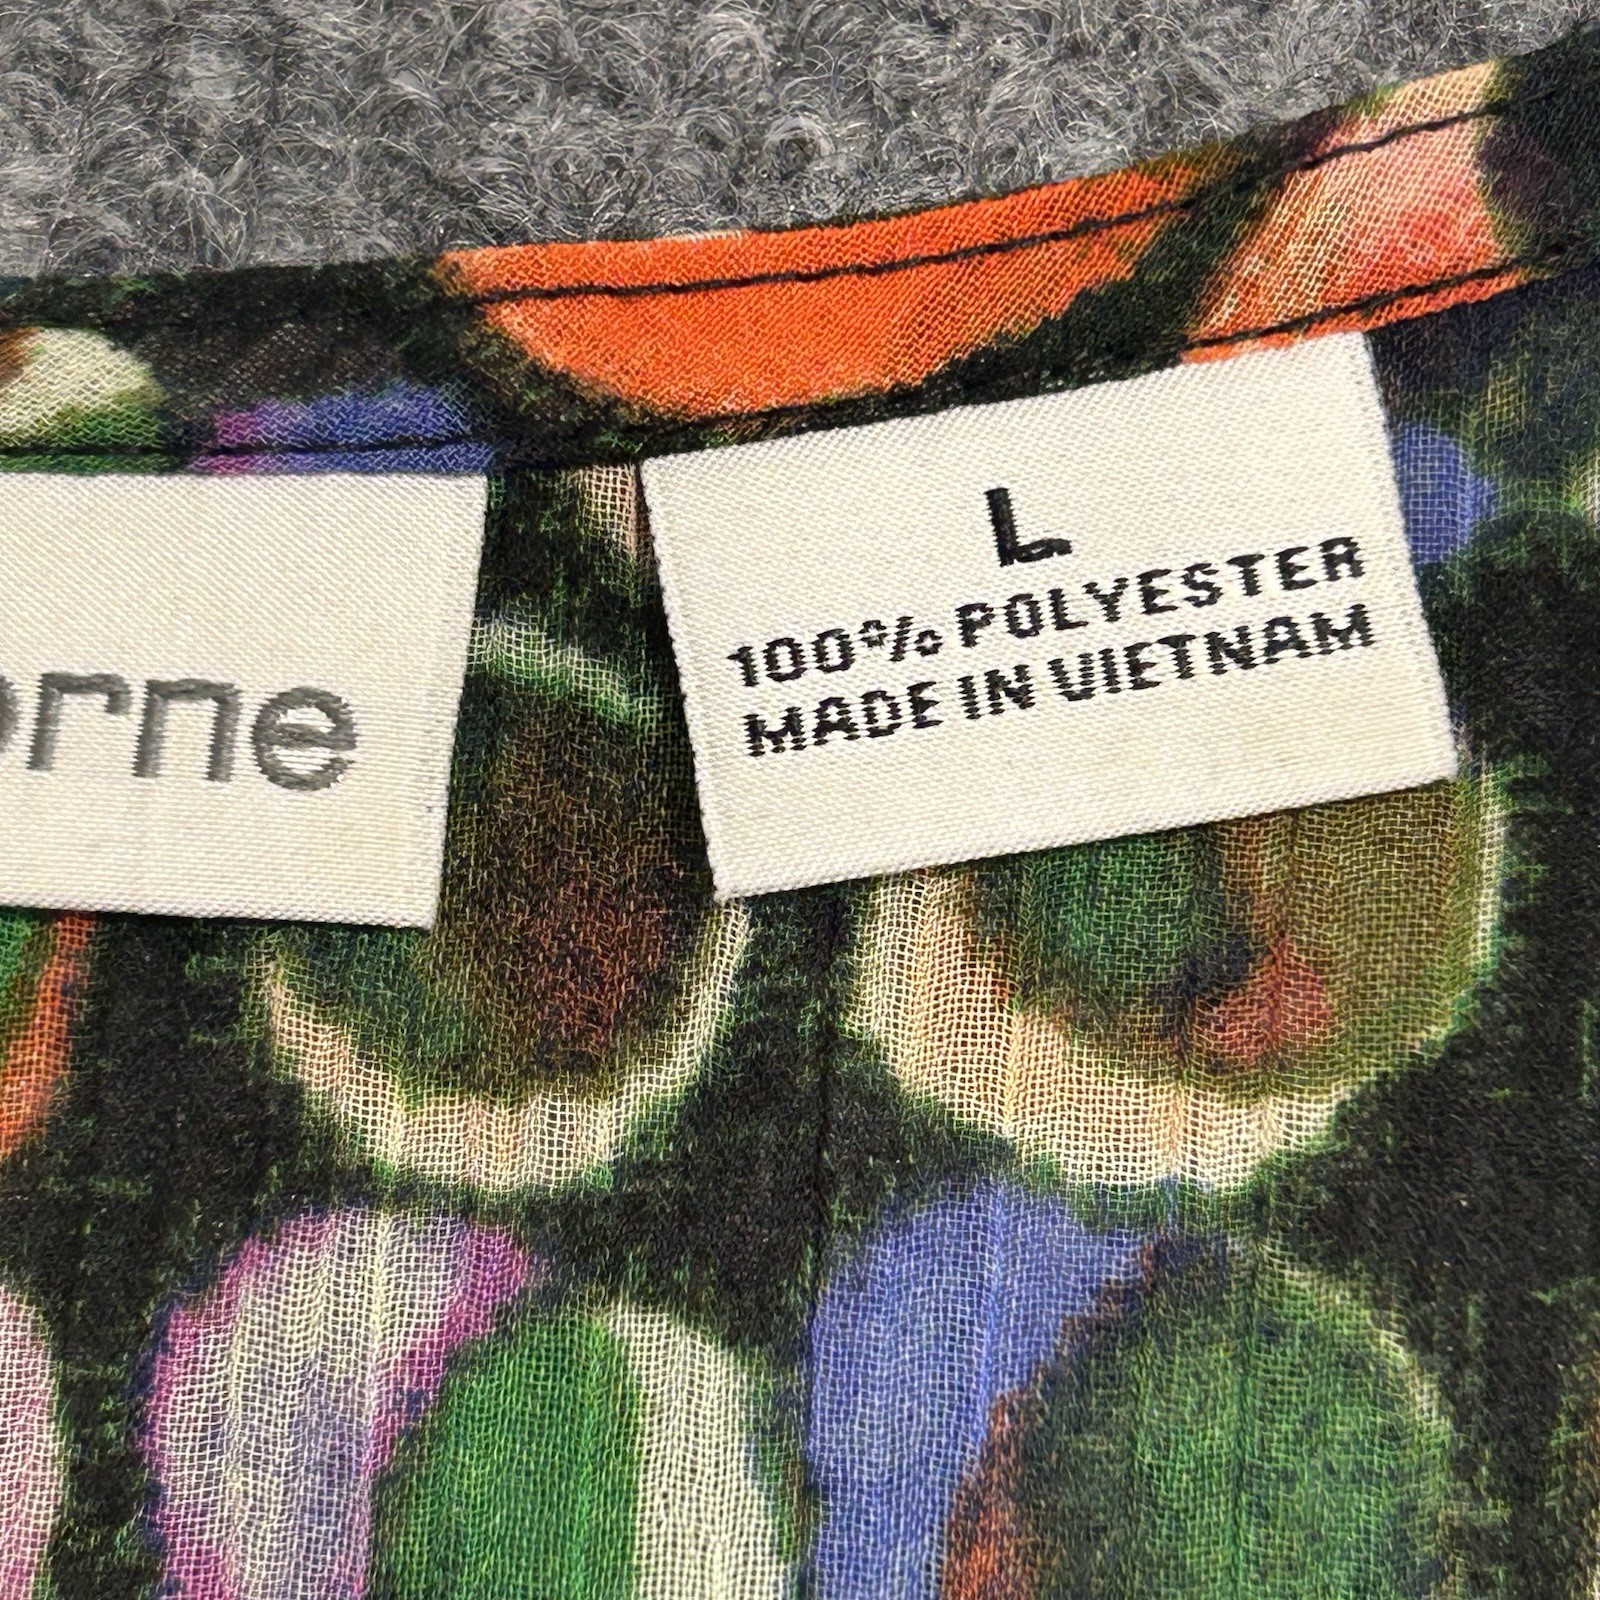 orne
L
100% POLYESTER
MADE IN VIETNAM